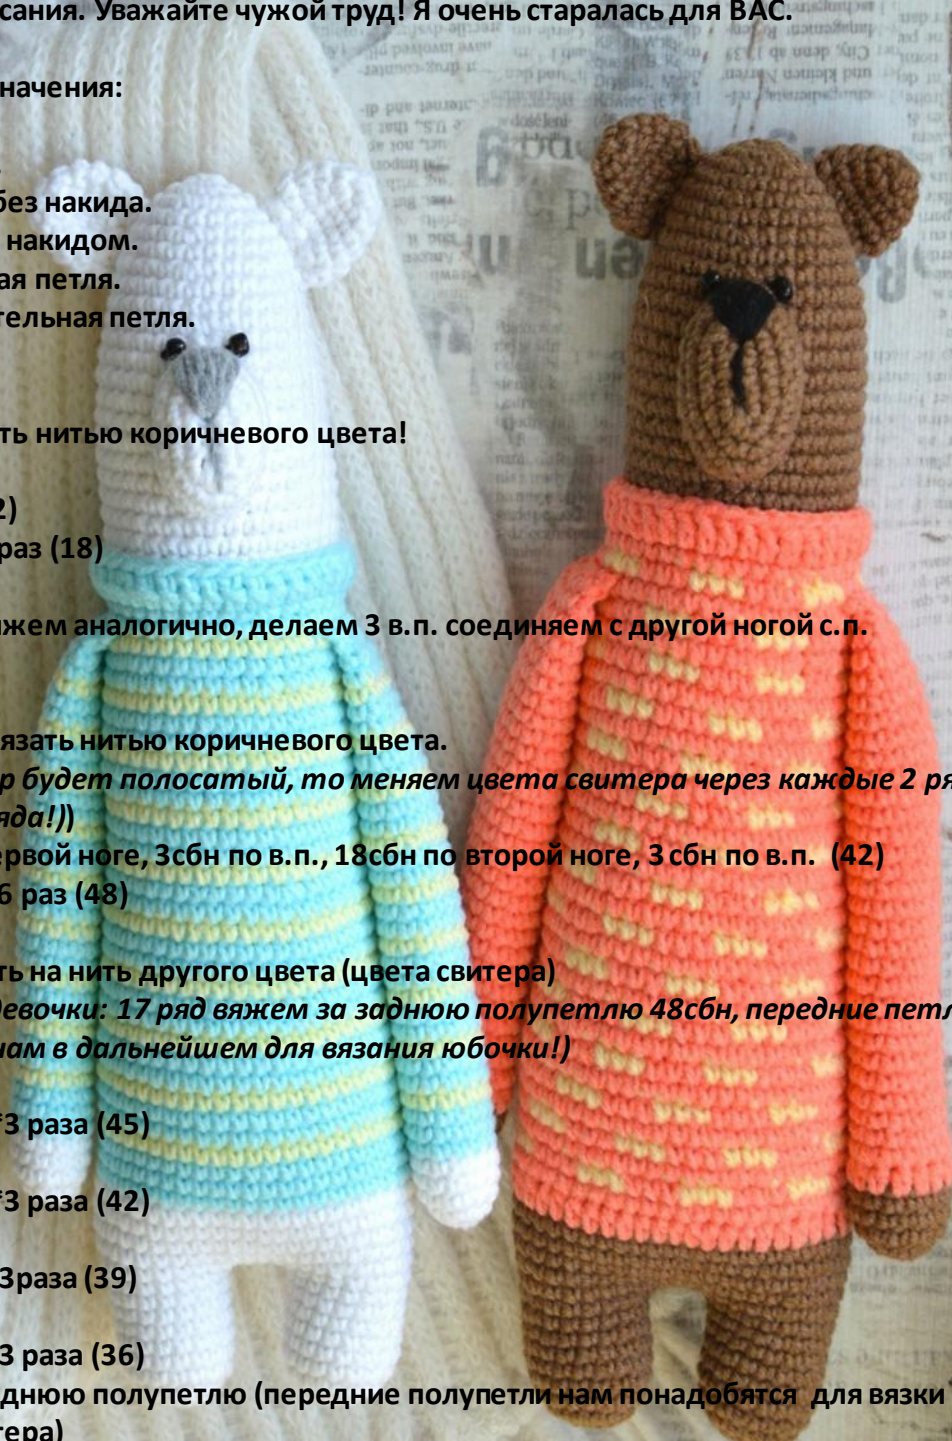 сания. Уважайте чужой труд! Я очень старалась для ВАС.
начения:
без накида.
накидом.
ая петля.
тельная петля.
ть нитью коричневого цвета!
2)
раз (18)
яжем аналогично, делаем 3 в.п. соединяем с другой ногой с.п.
язать нитью коричневого цвета.
р будет полосатый, то меняем цвета свитера через каждые 2 ря
яда!))
ервой ноге, 3сбн по в.п., 18сбн по второй ноге, 3 сбн по в.п. (42)
6 раз (48)
ть на нить другого цвета (цвета свитера)
девочки: 17 ряд вяжем за заднюю полупетлю 48сбн, передние петл
нам в дальнейшем для вязания юбочки!)
*3 раза (45)
*3 раза (42)
3раза (39)
3 раза (36)
днюю полупетлю (передние полупетли нам понадобятся для вязки
тера)